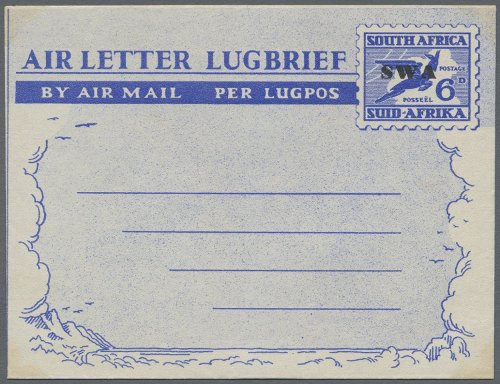 AIR LETTER LUGBRIEF
BY AIR MAIL PER LUGPOS
SOUTH AFRICA
SWA
POSTAGE
6D
POSSEËL
SUID-AFRIKA